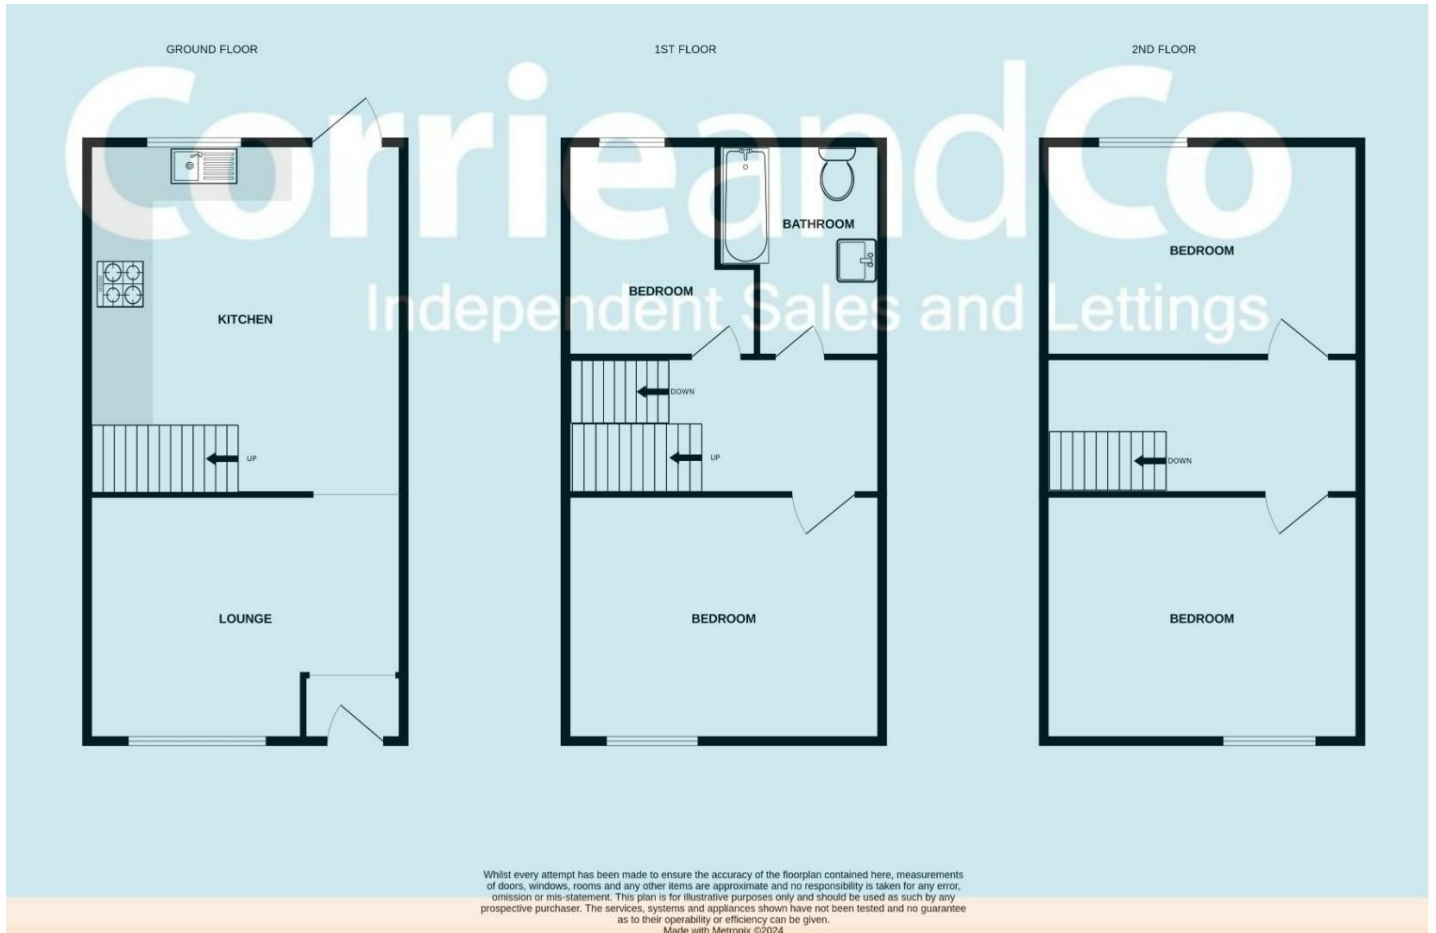 GROUND FLOOR
1ST FLOOR
2ND FLOOR
CorrieandCo
Independent Sales and Lettings
BATHROOM
BEDROOM
BEDROOM
KITCHEN
DOWN
UP
UP
DOWN
LOUNGE
BEDROOM
BEDROOM
Whilst every attempt has been made to ensure the accuracy of the floorplan contained here, measurements
of doors, windows, rooms and any other items are approximate and no responsibility is taken for any error,
omission or mis-statement. This plan is for illustrative purposes only and should be used as such by any
prospective purchaser. The services, systems and appliances shown have not been tested and no guarantee
as to their operability or efficiency can be given.
Made with Metropix ©2024